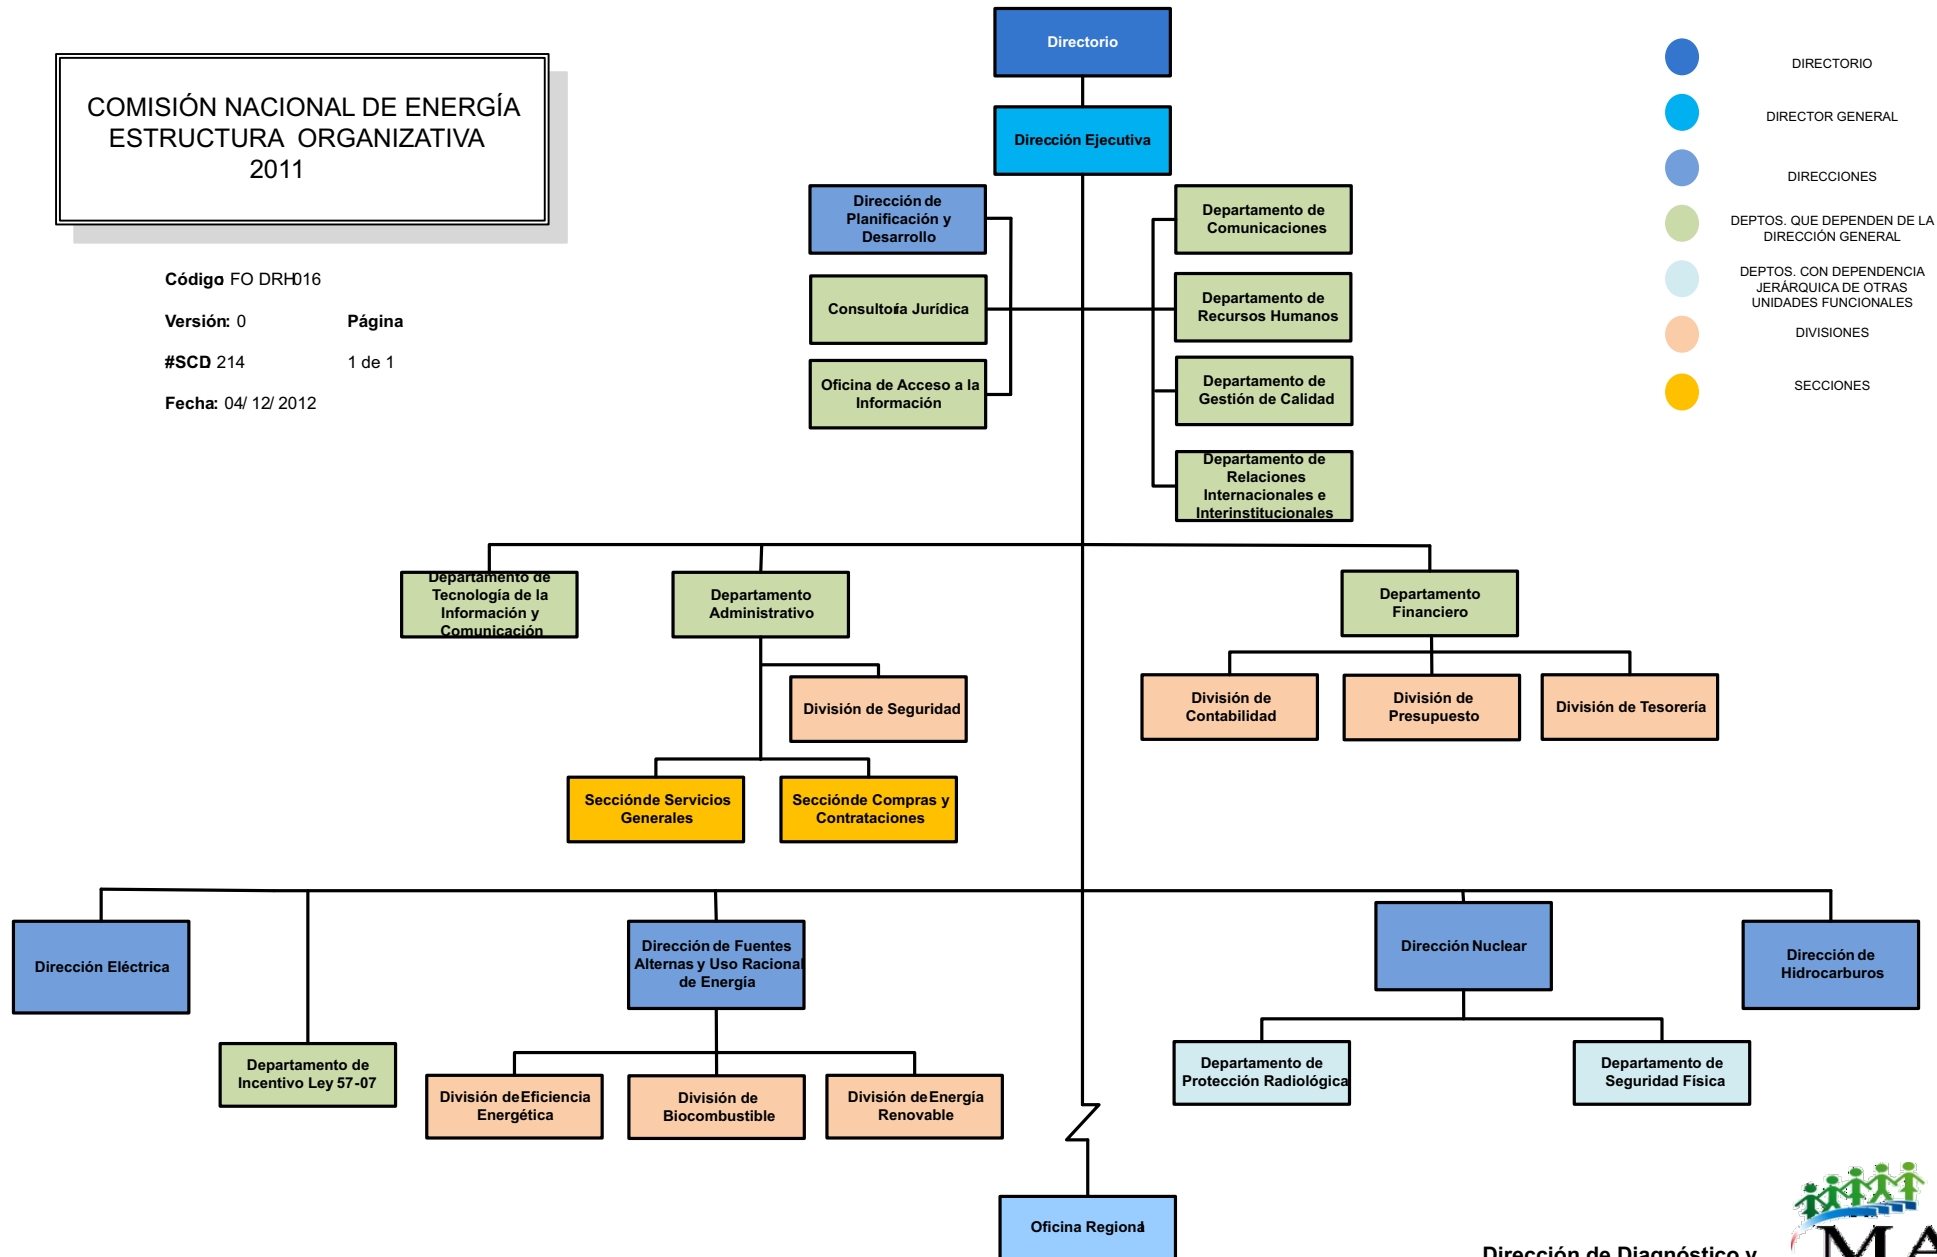 Directorio
COMISIÓN NACIONAL DE ENERGÍA
ESTRUCTURA ORGANIZATIVA
2011
Dirección Ejecutiva
DIRECTORIO
DIRECTOR GENERAL
DIRECCIONES
DEPTOS. QUE DEPENDEN DE LA
DIRECCIÓN GENERAL
DEPTOS. CON DEPENDENCIA
JERÁRQUICA DE OTRAS
UNIDADES FUNCIONALES
DIVISIONES
SECCIONES
Código FO DRH016
Versión: 0 Página
#SCD 214 1 de 1
Fecha: 04/ 12/ 2012
Dirección de
Planificación y
Desarrollo
Departamento de
Comunicaciones
Consultoría Jurídica
Departamento de
Recursos Humanos
Oficina de Acceso a la
Información
Departamento de
Gestión de Calidad
Departamento de
Relaciones
Internacionales e
Interinstitucionales
Departamento de
Tecnología de la
Información y
Comunicación
Departamento
Administrativo
Departamento
Financiero
División de Seguridad
División de
Contabilidad
División de
Presupuesto
División de Tesorería
Secciónde Servicios
Generales
Secciónde Compras y
Contrataciones
Dirección Eléctrica
Dirección de Fuentes
Alternas y Uso Racional
de Energía
Dirección Nuclear
Dirección de
Hidrocarburos
Departamento de
Incentivo Ley 57-07
División de Eficiencia
Energética
División de
Biocombustible
División de Energía
Renovable
Departamento de
Protección Radiológica
Departamento de
Seguridad Física
Oficina Regional
Dirección de Diagnóstico y
MA